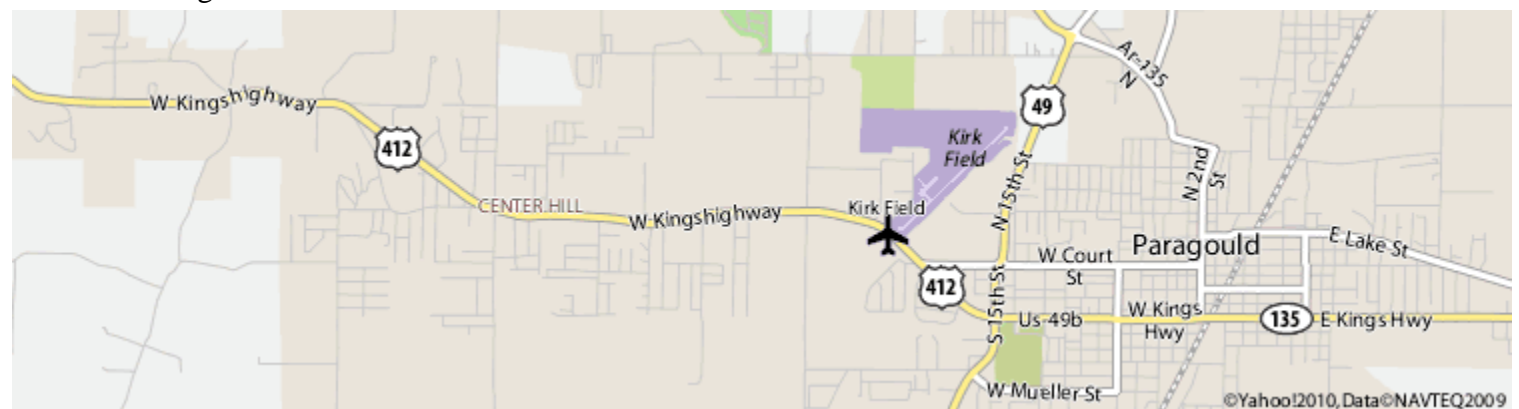 Ar-135
N
W Kingshighway
49
412
Kirk
Field
N 2nd
St
N 15th St
CENTER HILL
W Kingshighway
Kirk Field
Paragould
E Lake St
W Court
St
412
S 15th St
Us-49b
W Kings
Hwy
135
E Kings Hwy
W Mueller St
©Yahoo!2010, Data©NAVTEQ2009